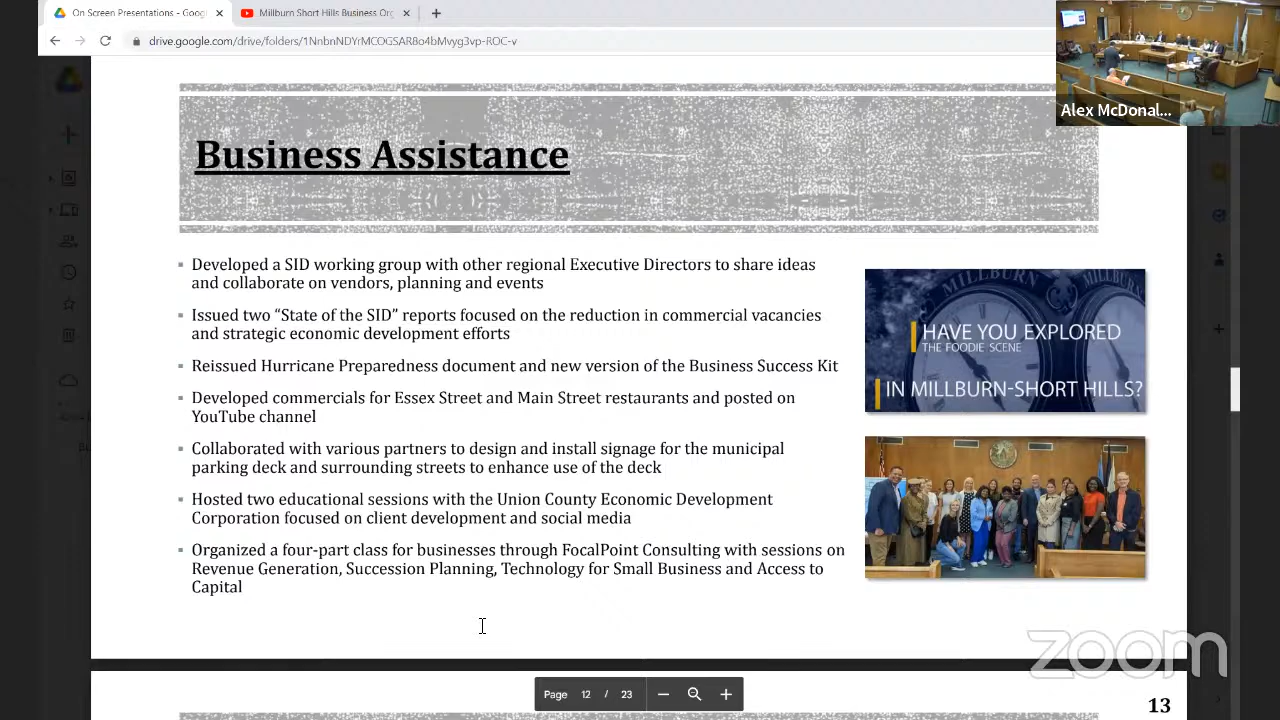 On Screen Presentations - Googl
Millburn Short Hills Business Org
drive.google.com/drive/folders/1NnbnNDYrMCOGSAR8o4bMvyg3vp-ROC-v
Alex McDonal...
Business Assistance
Developed a SID working group with other regional Executive Directors to share ideas
and collaborate on vendors, planning and events
Issued two “State of the SID” reports focused on the reduction in commercial vacancies
and strategic economic development efforts
Reissued Hurricane Preparedness document and new version of the Business Success Kit
Developed commercials for Essex Street and Main Street restaurants and posted on
YouTube channel
Collaborated with various partners to design and install signage for the municipal
parking deck and surrounding streets to enhance use of the deck
Hosted two educational sessions with the Union County Economic Development
Corporation focused on client development and social media
Organized a four-part class for businesses through FocalPoint Consulting with sessions on
Revenue Generation, Succession Planning, Technology for Small Business and Access to
Capital
MILLBURN
MILLBURN
HAVE YOU EXPLORED
THE FOODIE SCENE
IN MILLBURN-SHORT HILLS?
zoom
Page 12 / 23
13